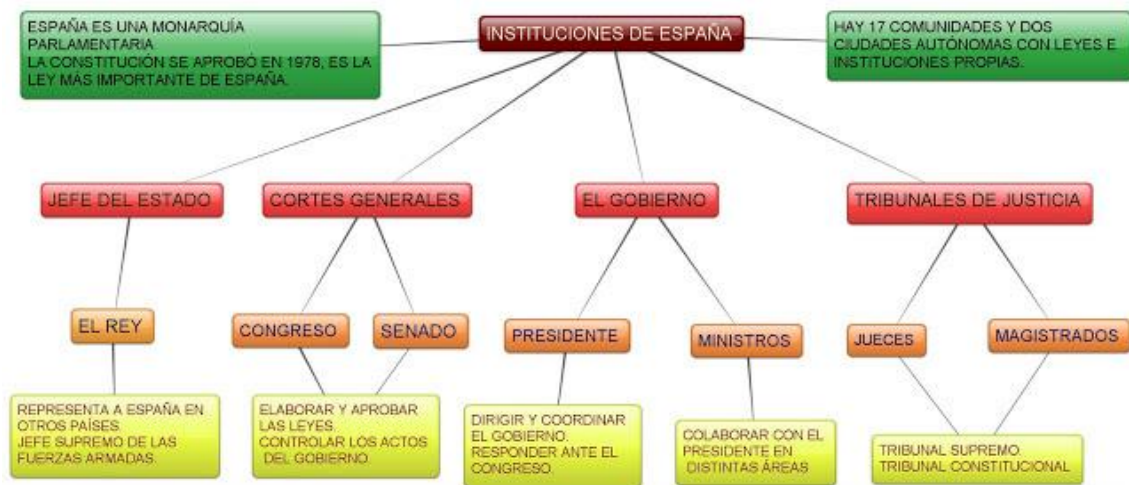 ESPAÑA ES UNA MONARQUÍA
PARLAMENTARIA
LA CONSTITUCIÓN SE APROBÓ EN 1978, ES LA
LEY MÁS IMPORTANTE DE ESPAÑA.
INSTITUCIONES DE ESPAÑA
HAY 17 COMUNIDADES Y DOS
CIUDADES AUTÓNOMAS CON LEYES E
INSTITUCIONES PROPIAS.
JEFE DEL ESTADO
CORTES GENERALES
EL GOBIERNO
TRIBUNALES DE JUSTICIA
EL REY
CONGRESO
SENADO
PRESIDENTE
MINISTROS
JUECES
MAGISTRADOS
REPRESENTA A ESPAÑA EN
OTROS PAÍSES.
JEFE SUPREMO DE LAS
FUERZAS ARMADAS.
ELABORAR Y APROBAR
LAS LEYES.
CONTROLAR LOS ACTOS
DEL GOBIERNO.
DIRIGIR Y COORDINAR
EL GOBIERNO.
RESPONDER ANTE EL
CONGRESO.
COLABORAR CON EL
PRESIDENTE EN
DISTINTAS ÁREAS
TRIBUNAL SUPREMO.
TRIBUNAL CONSTITUCIONAL